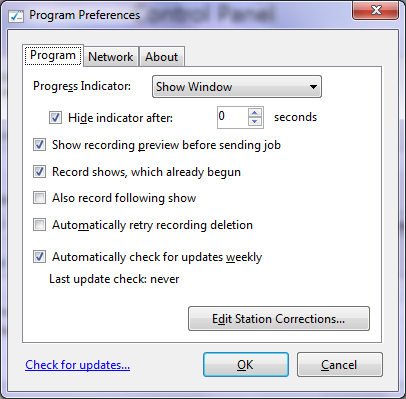 Control Panel
Program Preferences
Program Network About
Progress Indicator: Show Window
Hide indicator after: 0 seconds
Show recording preview before sending job
Record shows, which already begun
Also record following show
Automatically retry recording deletion
Automatically check for updates weekly
Last update check: never
Edit Station Corrections...
Check for updates... OK Cancel